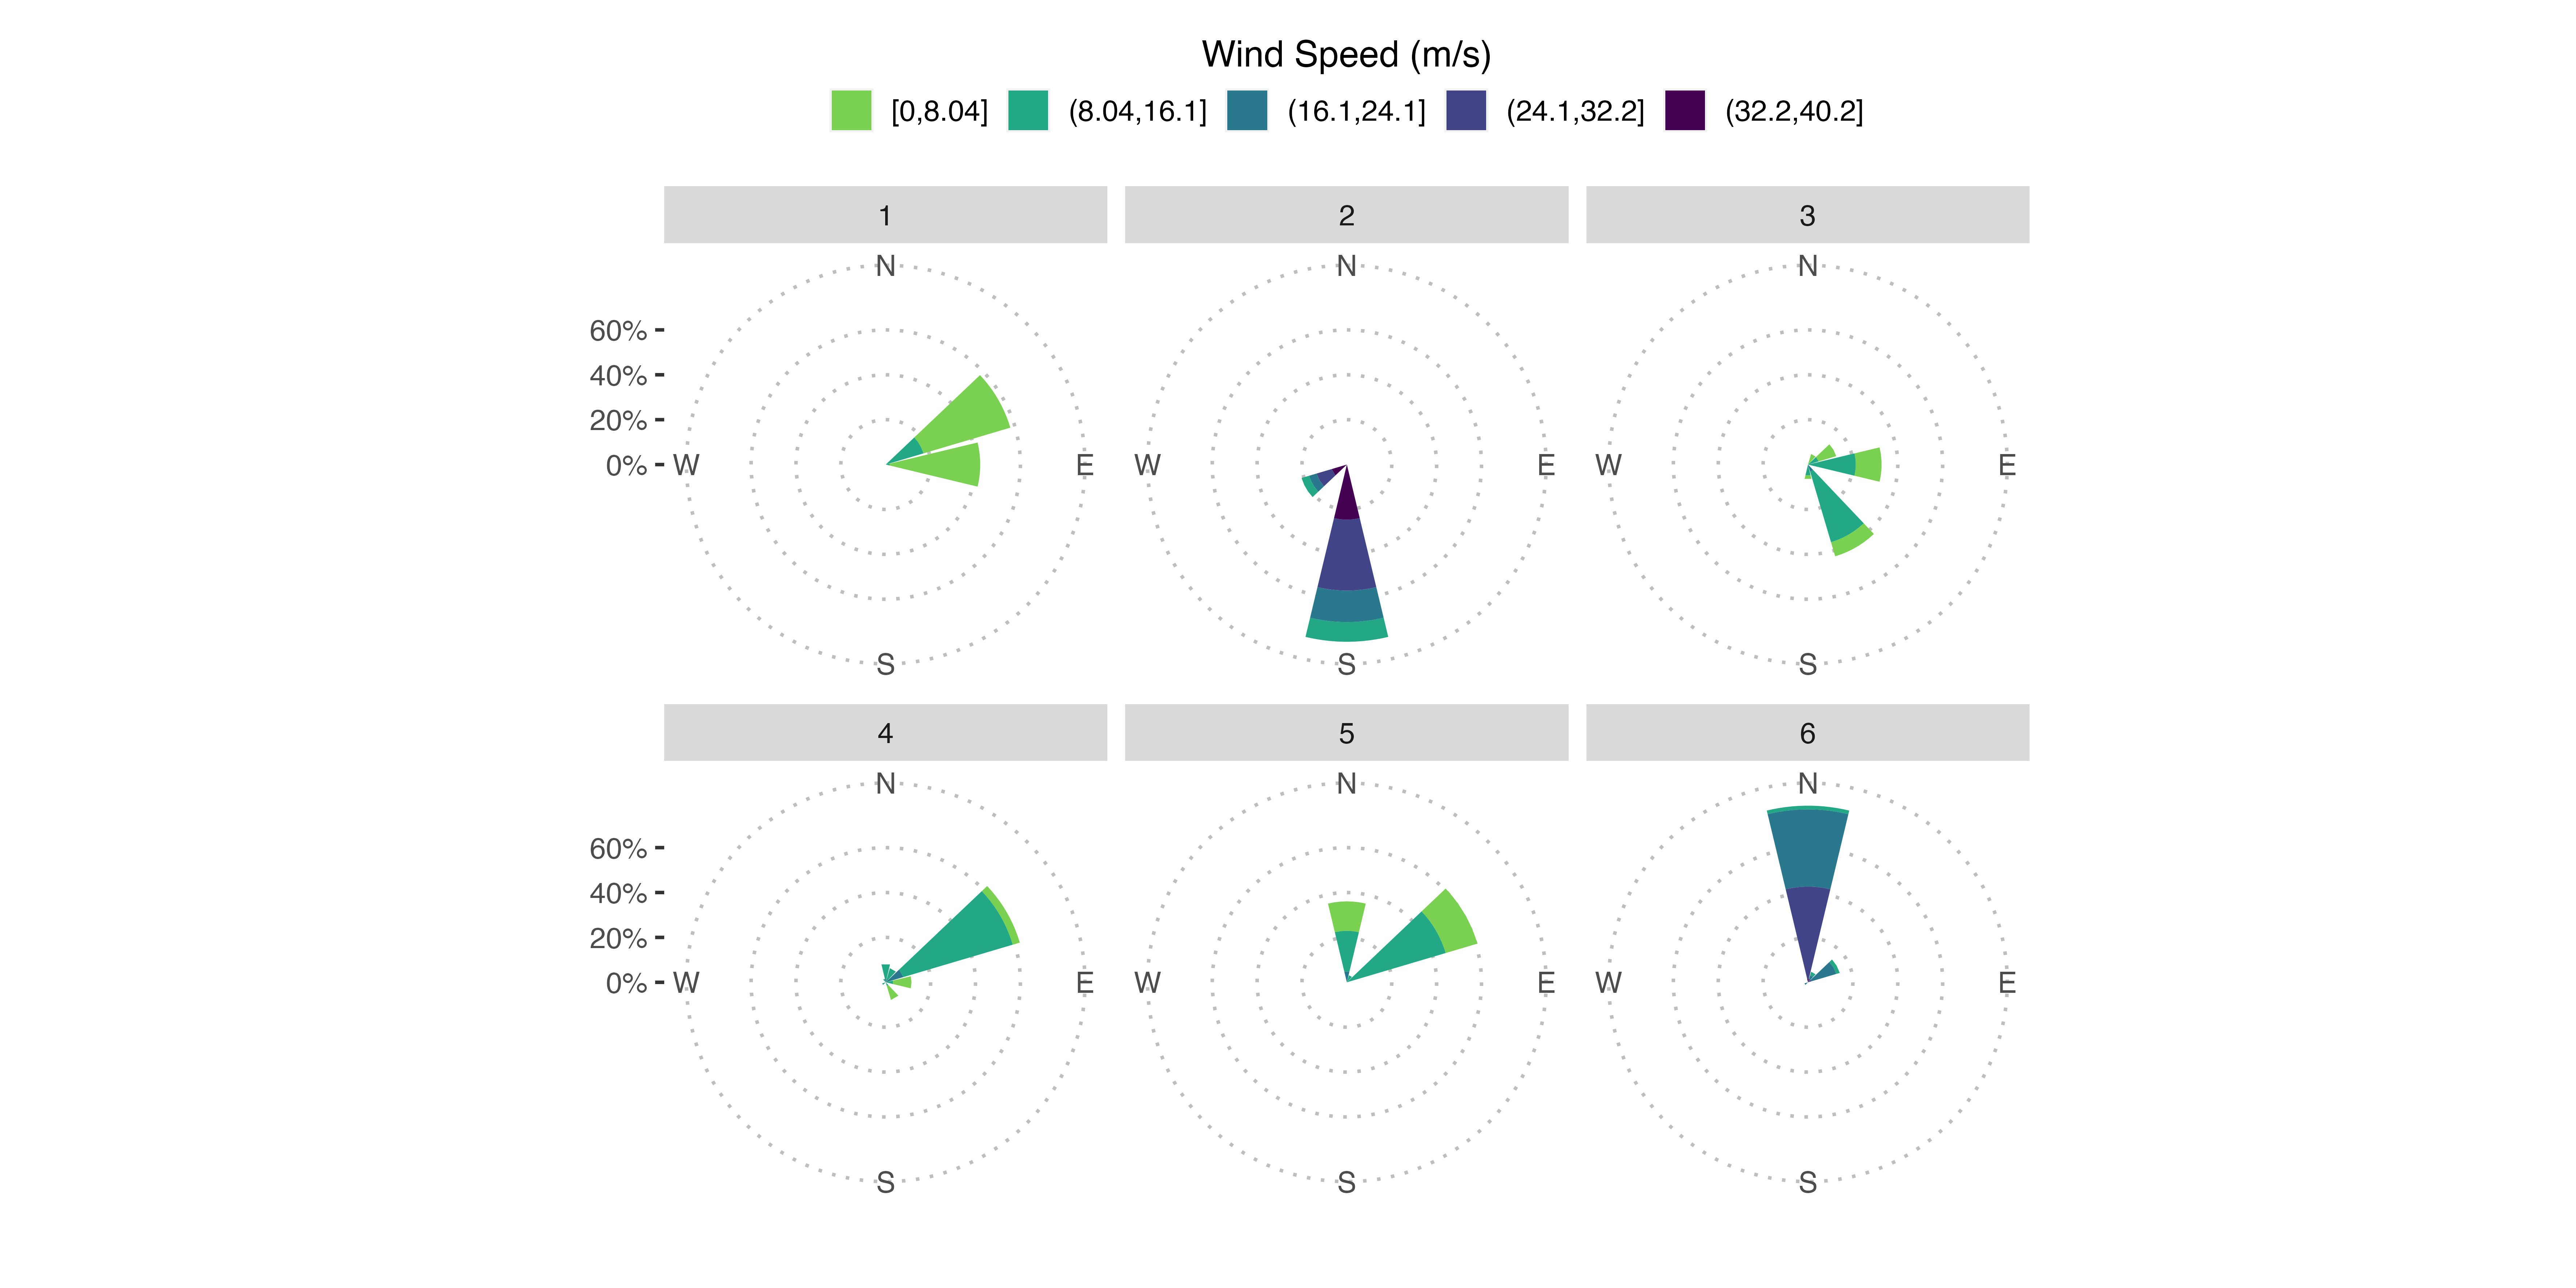 Wind Speed (m/s)
[0,8.04] (8.04,16.1] (16.1,24.1] (24.1,32.2] (32.2,40.2]
1 2 3
N N N
60%
40%
20%
0% W E W E W E
S S S
4 5 6
N N N
60%
40%
20%
0% W E W E W E
S S S